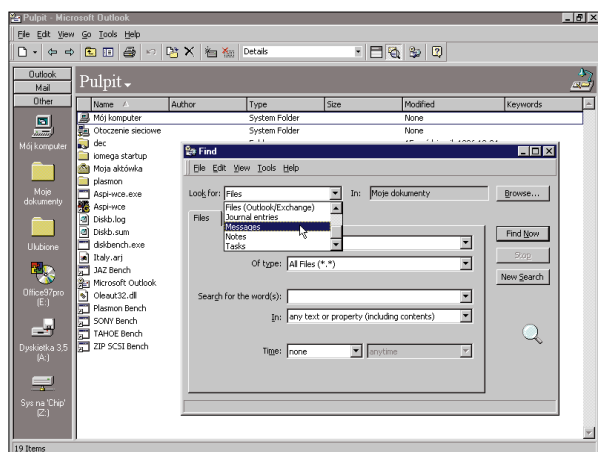 Pulpit - Microsoft Outlook
File Edit View Go Tools Help
Details
Outlook
Mail
Other
Pulpit
Name Author Type Size Modified Keywords
Mój komputer System Folder None
Otoczenie sieciowe System Folder None
dec
iomega startup
Moja aktówka
plasmon
Aspi-wce.exe
Aspi-wce
Diskb.log
Diskb.sum
diskbench.exe
Italy.arj
JAZ Bench
Microsoft Outlook
Oleaut32.dll
Plasmon Bench
SONY Bench
TAHOE Bench
ZIP SCSI Bench
Mój komputer
Moje
dokumenty
Ulubione
Office97pro
(E:)
Dyskietka 3,5
(A:)
Sys na 'Chip'
(Z:)
Find
File Edit View Tools Help
Look for: Files In: Moje dokumenty Browse...
Files (Outlook/Exchange)
Journal entries
Messages
Notes
Tasks
Files
Find Now
Stop
New Search
Of type: All Files (*.*)
Search for the word(s):
In: any text or property (including contents)
Time: none anytime
19 Items